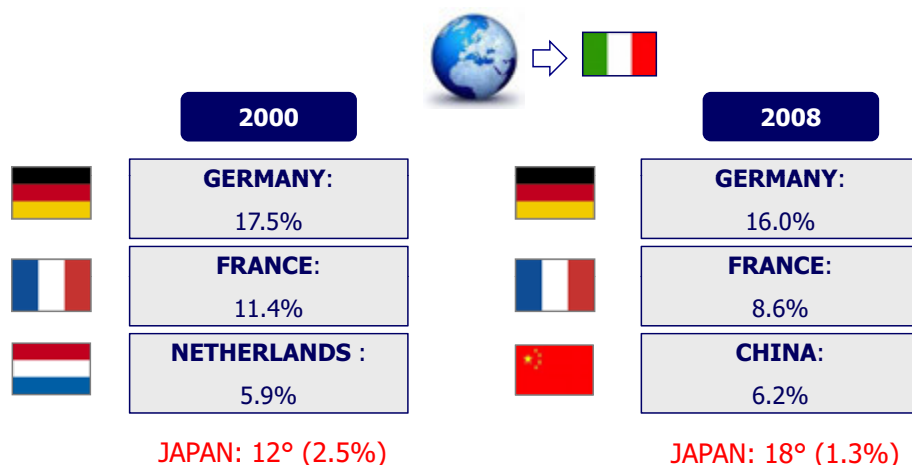 2000
GERMANY:
17.5%
FRANCE:
11.4%
NETHERLANDS :
5.9%
JAPAN: 12° (2.5%)
2008
GERMANY:
16.0%
FRANCE:
8.6%
CHINA:
6.2%
JAPAN: 18° (1.3%)